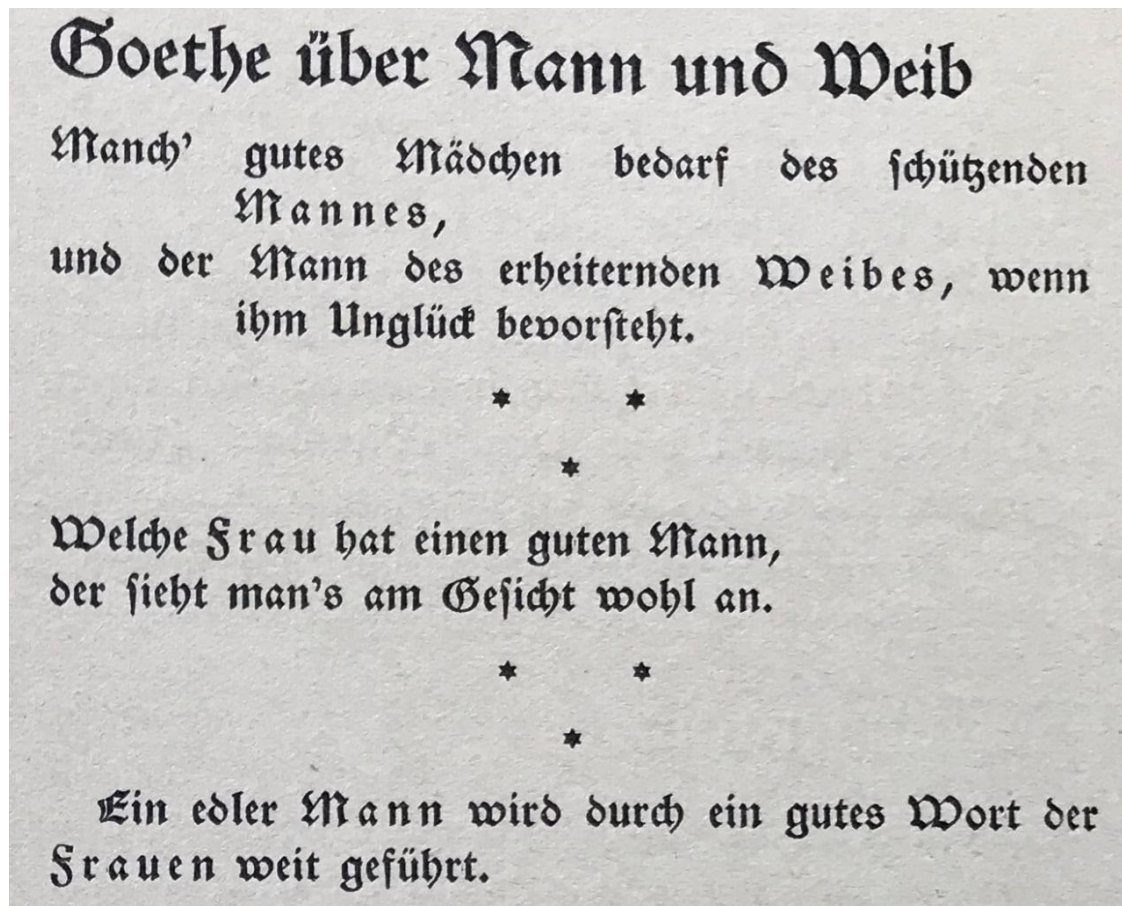 Goethe über Mann und Weib
Manch' gutes Mädchen bedarf des schützenden
Mannes,
und der Mann des erheiternden Weibes, wenn
ihm Unglück bevorsteht.
* *
*
Welche Frau hat einen guten Mann,
der sieht man's am Gesicht wohl an.
* *
*
Ein edler Mann wird durch ein gutes Wort der
Frauen weit geführt.